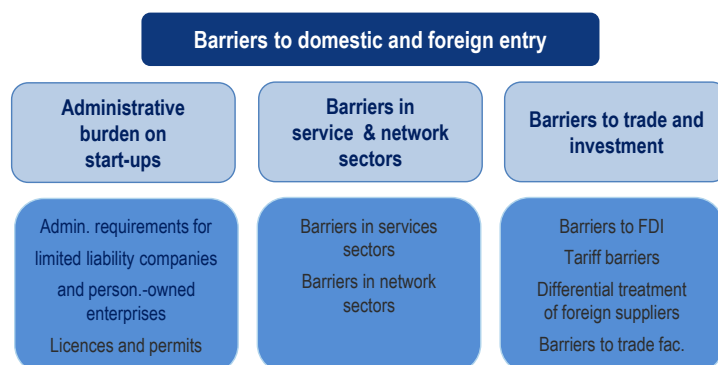 Barriers to domestic and foreign entry
Administrative
burden on
start-ups
Barriers in
service & network
sectors
Barriers to trade and
investment
Admin. requirements for
limited liability companies
and person.-owned
enterprises
Licences and permits
Barriers in services
sectors
Barriers in network
sectors
Barriers to FDI
Tariff barriers
Differential treatment
of foreign suppliers
Barriers to trade fac.